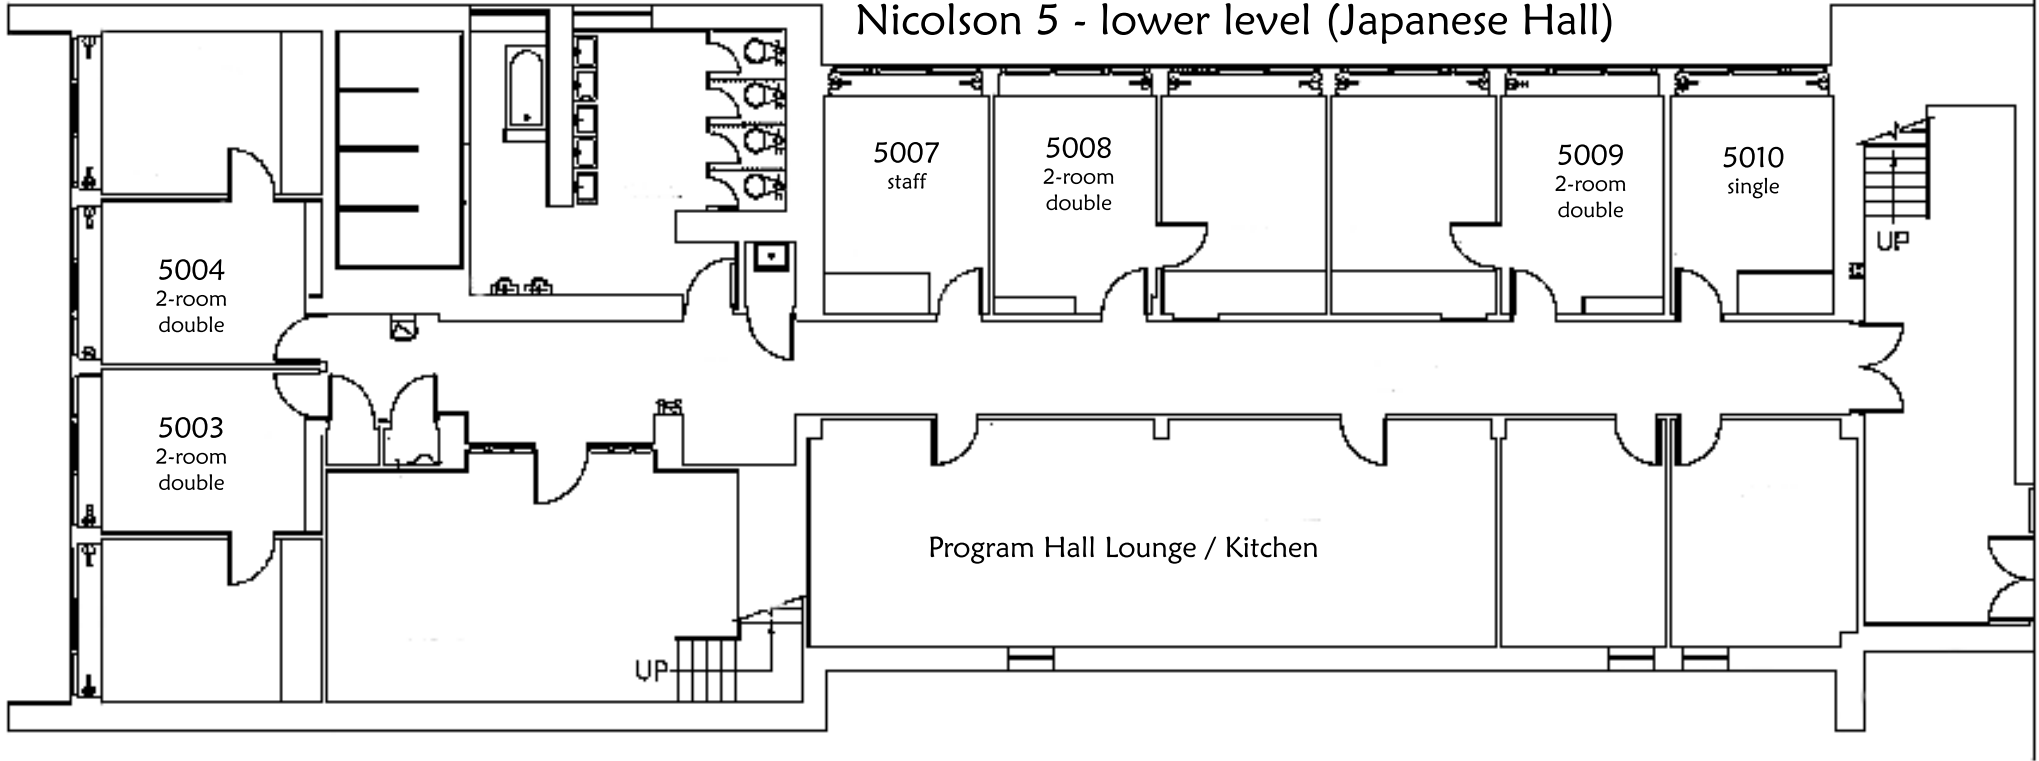 Nicolson 5 - lower level (Japanese Hall)
5007
staff
5008
2-room
double
5009
2-room
double
5010
single
UP
5004
2-room
double
5003
2-room
double
Program Hall Lounge / Kitchen
UP